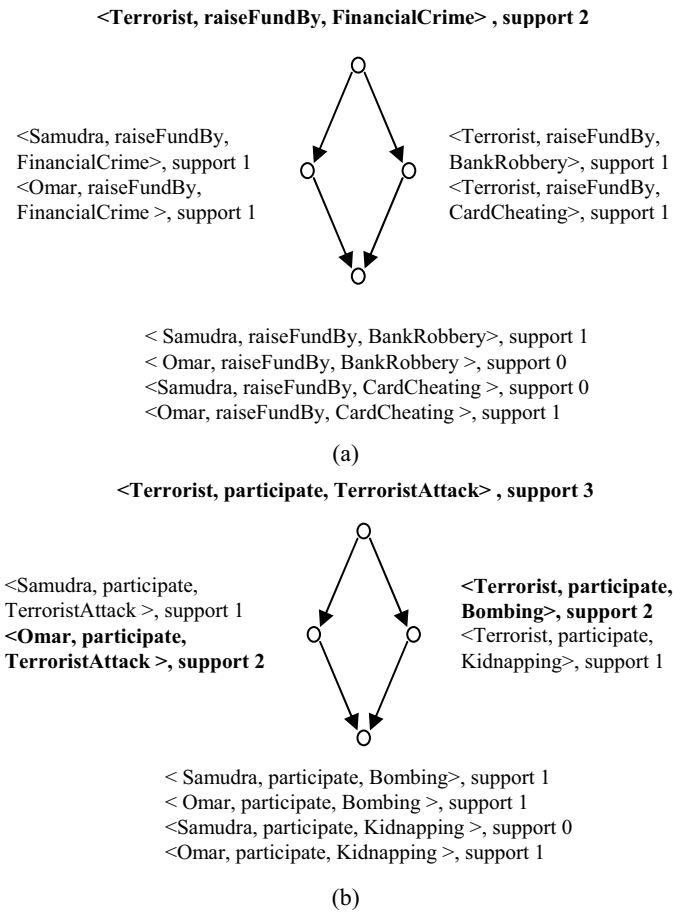 <Terrorist, raiseFundBy, FinancialCrime> , support 2
<Samudra, raiseFundBy,
FinancialCrime>, support 1
<Omar, raiseFundBy,
FinancialCrime >, support 1
<Terrorist, raiseFundBy,
BankRobbery>, support 1
<Terrorist, raiseFundBy,
CardCheating>, support 1
< Samudra, raiseFundBy, BankRobbery>, support 1
< Omar, raiseFundBy, BankRobbery >, support 0
<Samudra, raiseFundBy, CardCheating >, support 0
<Omar, raiseFundBy, CardCheating >, support 1
(a)
<Terrorist, participate, TerroristAttack> , support 3
<Samudra, participate,
TerroristAttack >, support 1
<Omar, participate,
TerroristAttack >, support 2
<Terrorist, participate,
Bombing>, support 2
<Terrorist, participate,
Kidnapping>, support 1
< Samudra, participate, Bombing>, support 1
< Omar, participate, Bombing >, support 1
<Samudra, participate, Kidnapping >, support 0
<Omar, participate, Kidnapping >, support 1
(b)